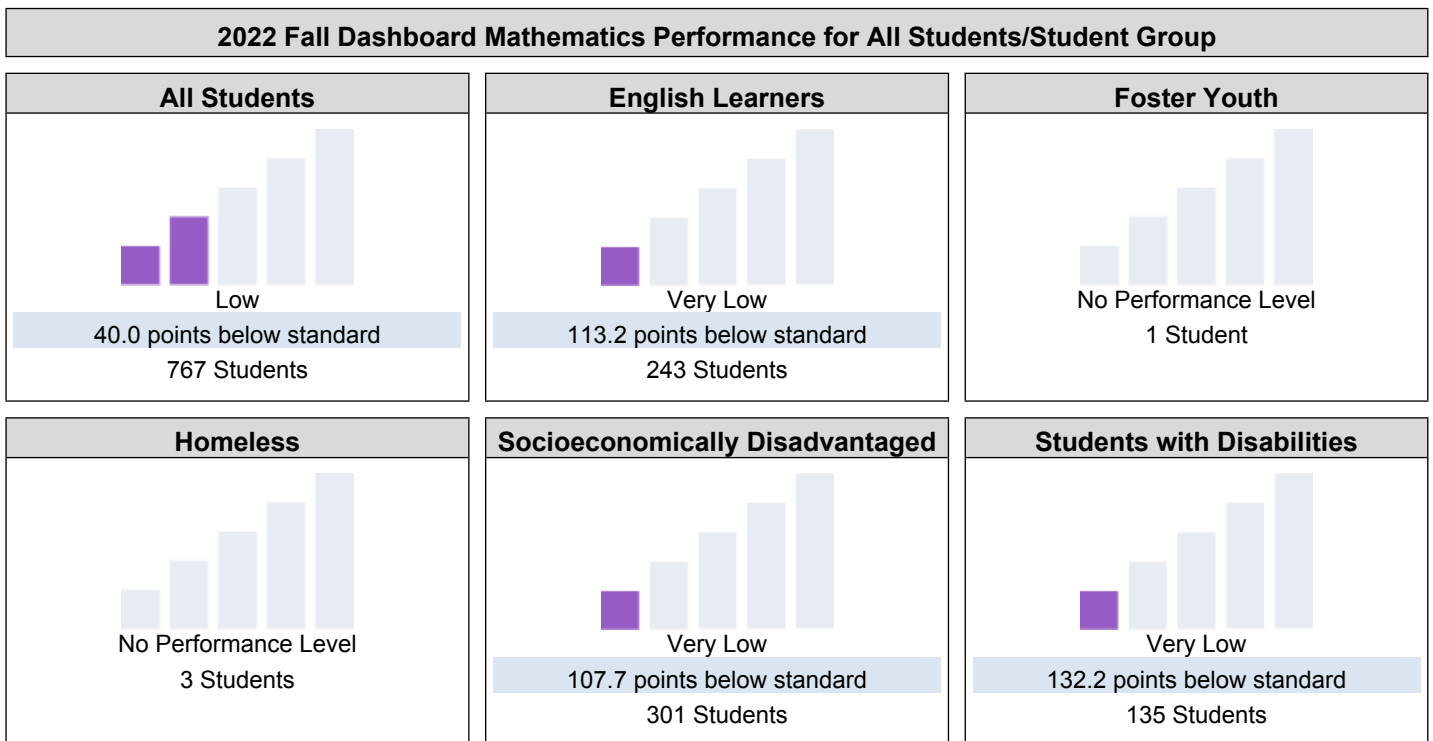 2022 Fall Dashboard Mathematics Performance for All Students/Student Group
All Students
Low
40.0 points below standard
767 Students
English Learners
Very Low
113.2 points below standard
243 Students
Foster Youth
No Performance Level
1 Student
Homeless
No Performance Level
3 Students
Socioeconomically Disadvantaged
Very Low
107.7 points below standard
301 Students
Students with Disabilities
Very Low
132.2 points below standard
135 Students